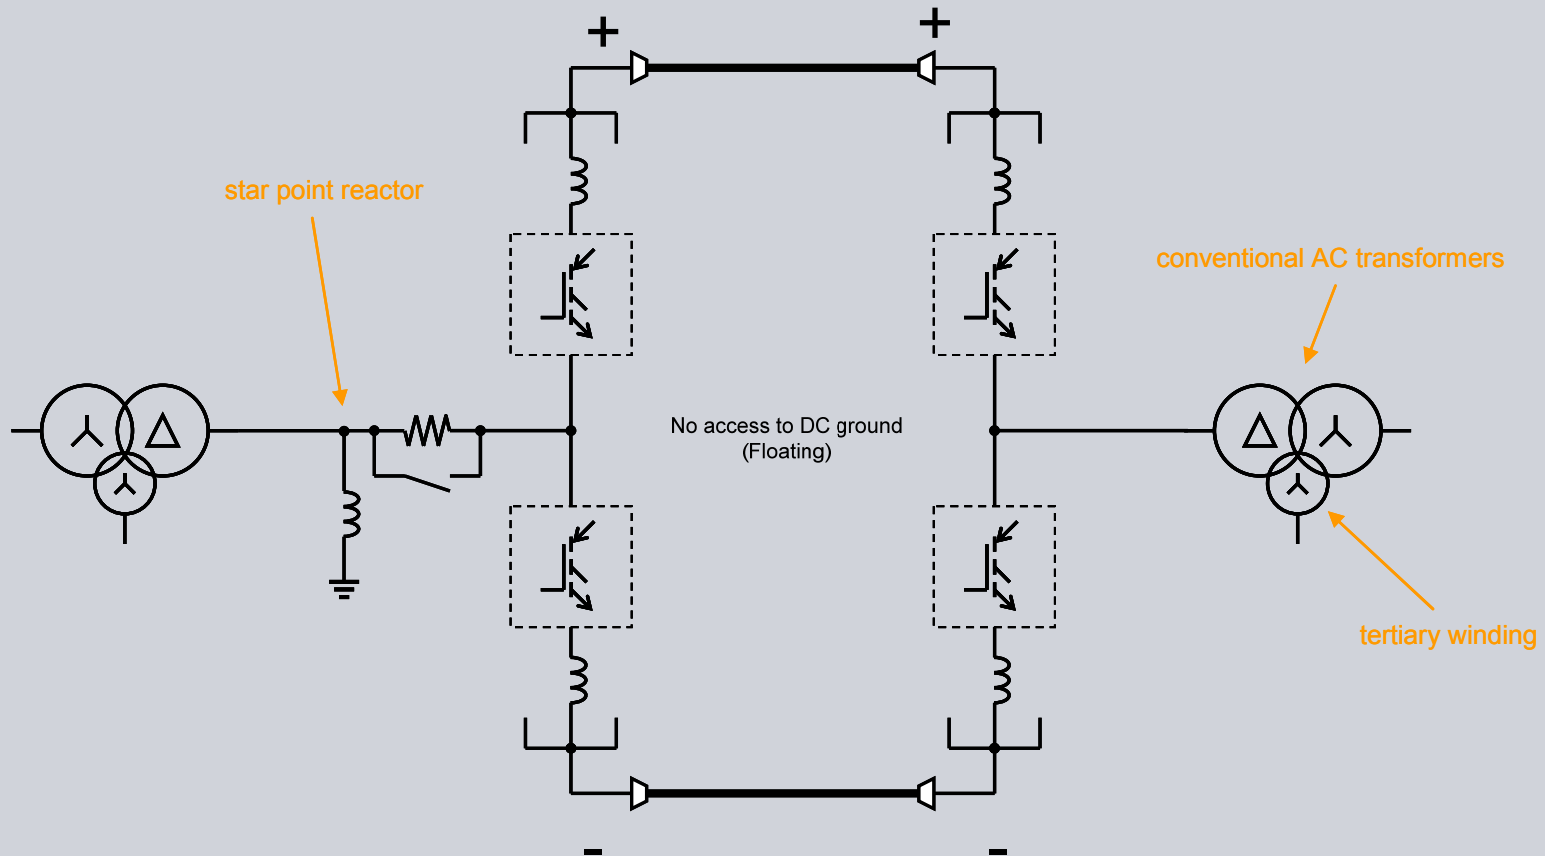 +
+
star point reactor
conventional AC transformers
No access to DC ground
(Floating)
tertiary winding
-
-